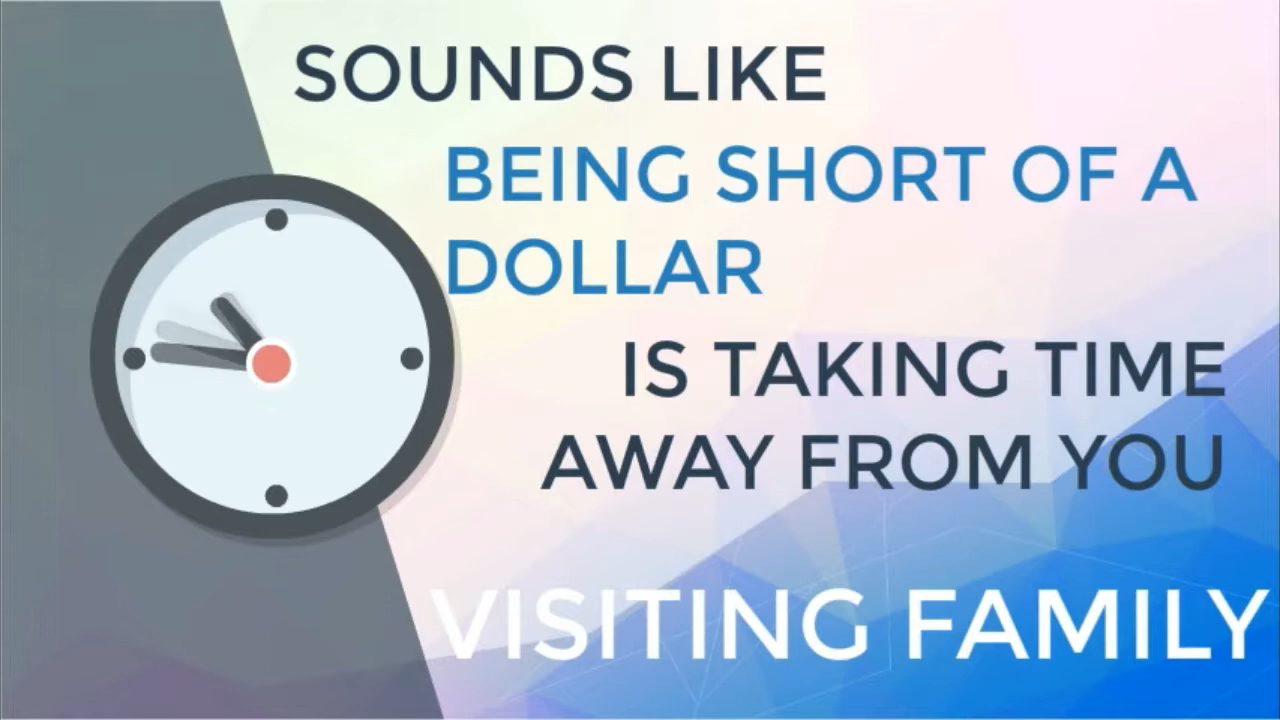 SOUNDS LIKE
BEING SHORT OF A
DOLLAR
IS TAKING TIME
AWAY FROM YOU
VISITING FAMILY